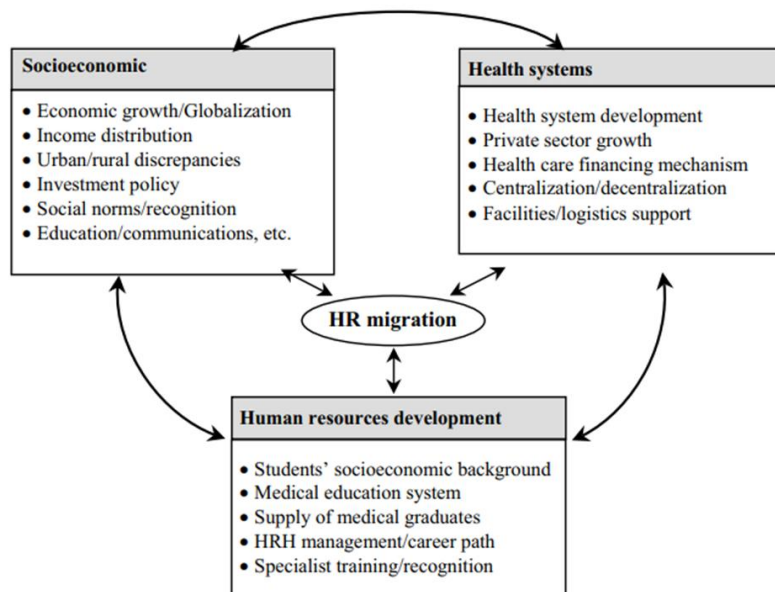 Socioeconomic
• Economic growth/Globalization
• Income distribution
• Urban/rural discrepancies
• Investment policy
• Social norms/recognition
• Education/communications, etc.
Health systems
• Health system development
• Private sector growth
• Health care financing mechanism
• Centralization/decentralization
• Facilities/logistics support
HR migration
Human resources development
• Students’ socioeconomic background
• Medical education system
• Supply of medical graduates
• HRH management/career path
• Specialist training/recognition